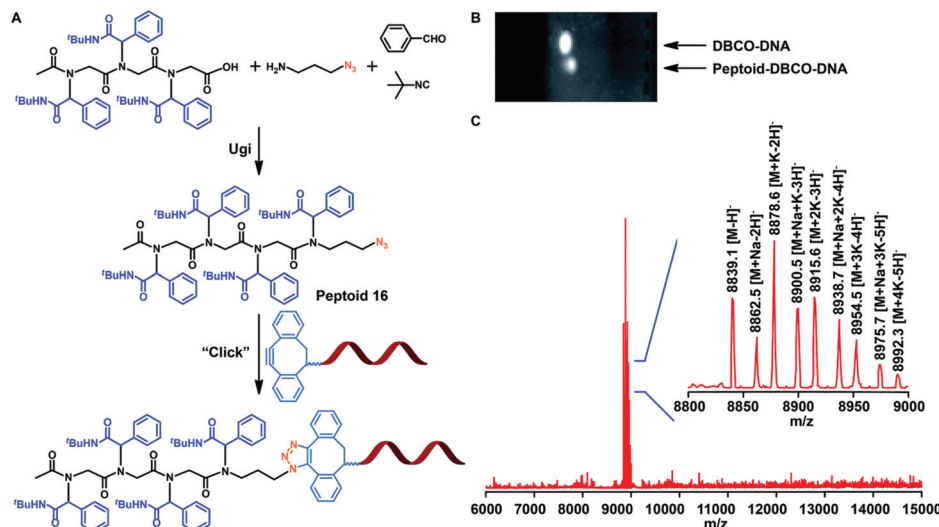 A
B
C
ᵗBuHN
O
CHO
OH
H₂N
N₃
NC
+
+
O
N
O
N
O
N
O
ᵗBuHN
O
ᵗBuHN
O
Ugi
ᵗBuHN
O
ᵗBuHN
O
O
N
O
N
O
N
O
N
N₃
ᵗBuHN
O
ᵗBuHN
O
Peptoid 16
“Click”
ᵗBuHN
O
ᵗBuHN
O
O
N
O
N
O
N
O
N
N
N
N
ᵗBuHN
O
ᵗBuHN
O
DBCO-DNA
Peptoid-DBCO-DNA
8839.1 [M-H]⁻
8862.5 [M+Na-2H]⁻
8878.6 [M+K-2H]⁻
8900.5 [M+Na+K-3H]⁻
8915.6 [M+2K-3H]⁻
8938.7 [M+Na+2K-4H]⁻
8954.5 [M+3K-4H]⁻
8975.7 [M+Na+3K-5H]⁻
8992.3 [M+4K-5H]⁻
8800 8850 8900 8950 9000
m/z
6000 7000 8000 9000 10000 11000 12000 13000 14000 15000
m/z